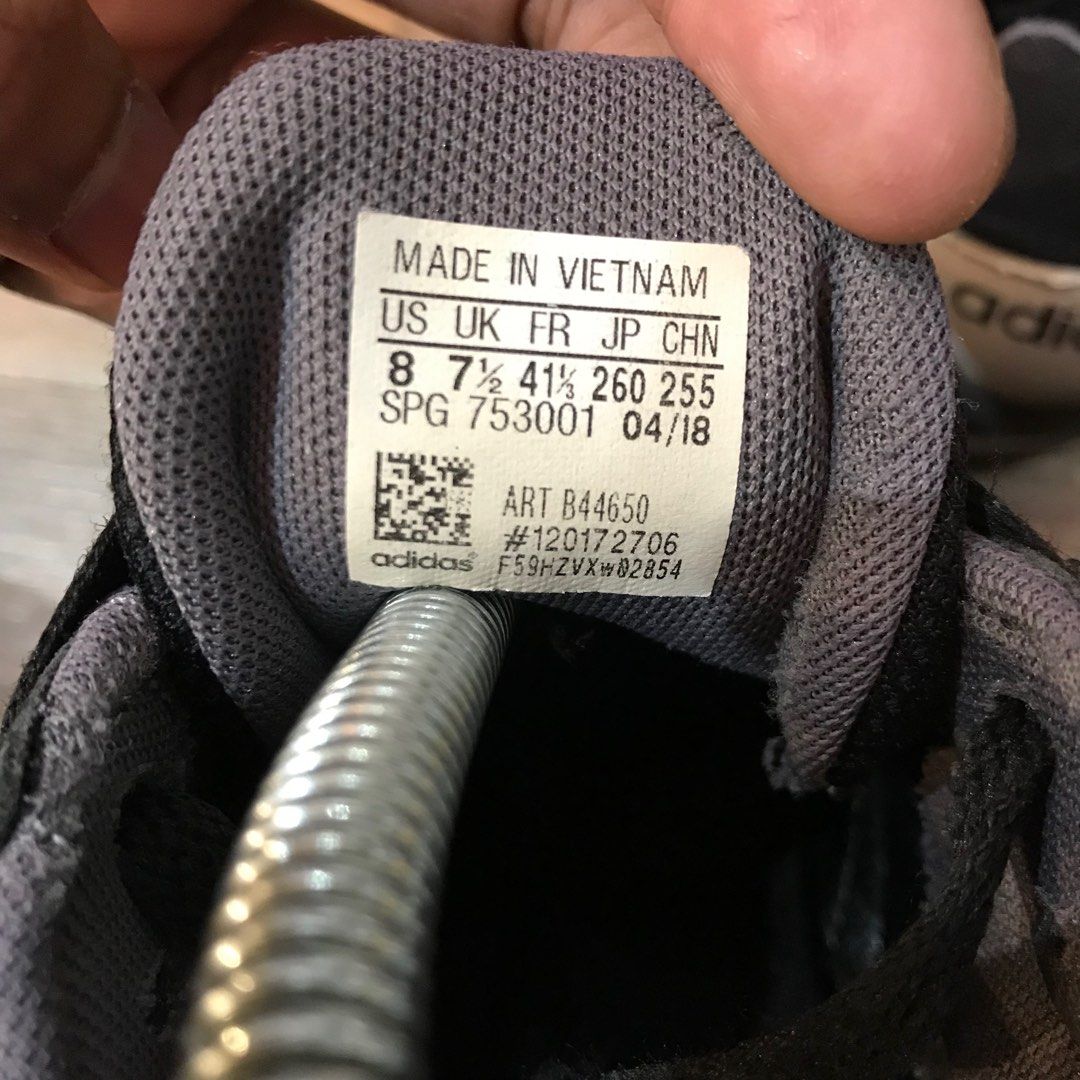 MADE IN VIETNAM
US UK FR JP CHN
8 7½ 41⅓ 260 255
SPG 753001 04/18
ART B44650
#120172706
adidas® F59HZVXw02854